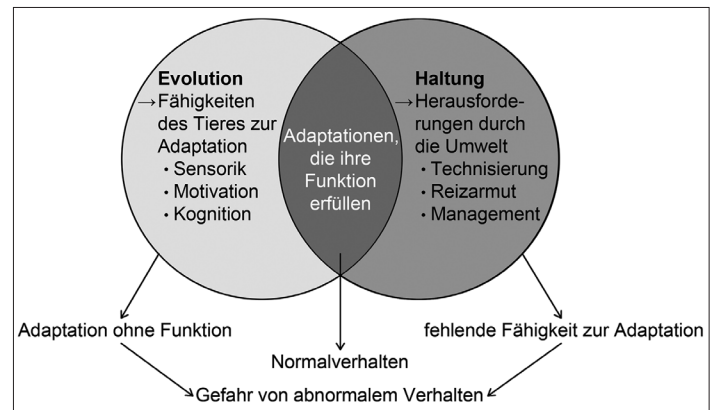 Evolution
→Fähigkeiten
des Tieres zur
Adaptation
· Sensorik
· Motivation
· Kognition
Adaptationen,
die ihre
Funktion
erfüllen
Haltung
→Herausforde-
rungen durch
die Umwelt
· Technisierung
· Reizarmut
· Management
Adaptation ohne Funktion
Normalverhalten
fehlende Fähigkeit zur Adaptation
Gefahr von abnormalem Verhalten